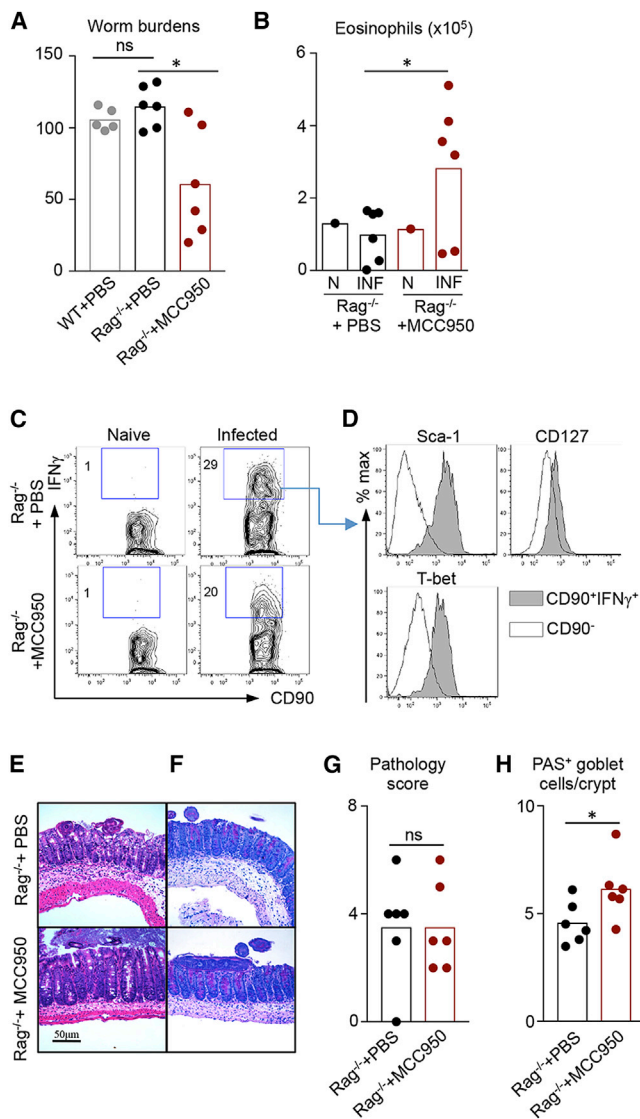 A
Worm burdens
ns
*
150
100
50
0
WT+PBS
Rag-/-+PBS
Rag-/-+MCC950
B
Eosinophils (x10⁵)
*
6
4
2
0
N INF N INF
Rag-/- Rag-/-
+ PBS +MCC950
C
Naive Infected
Rag-/-
+ PBS
IFNγ
1
29
Rag-/-
+MCC950
1
20
CD90
D
Sca-1 CD127
% max
T-bet
CD90⁺IFNγ⁺
CD90⁻
E
F
Rag-/-+ PBS
Rag-/-+ MCC950
50μm
G
Pathology
score
ns
8
4
0
Rag-/-+PBS
Rag-/-+MCC950
H
PAS⁺ goblet
cells/crypt
*
10
5
0
Rag-/-+PBS
Rag-/-+MCC950